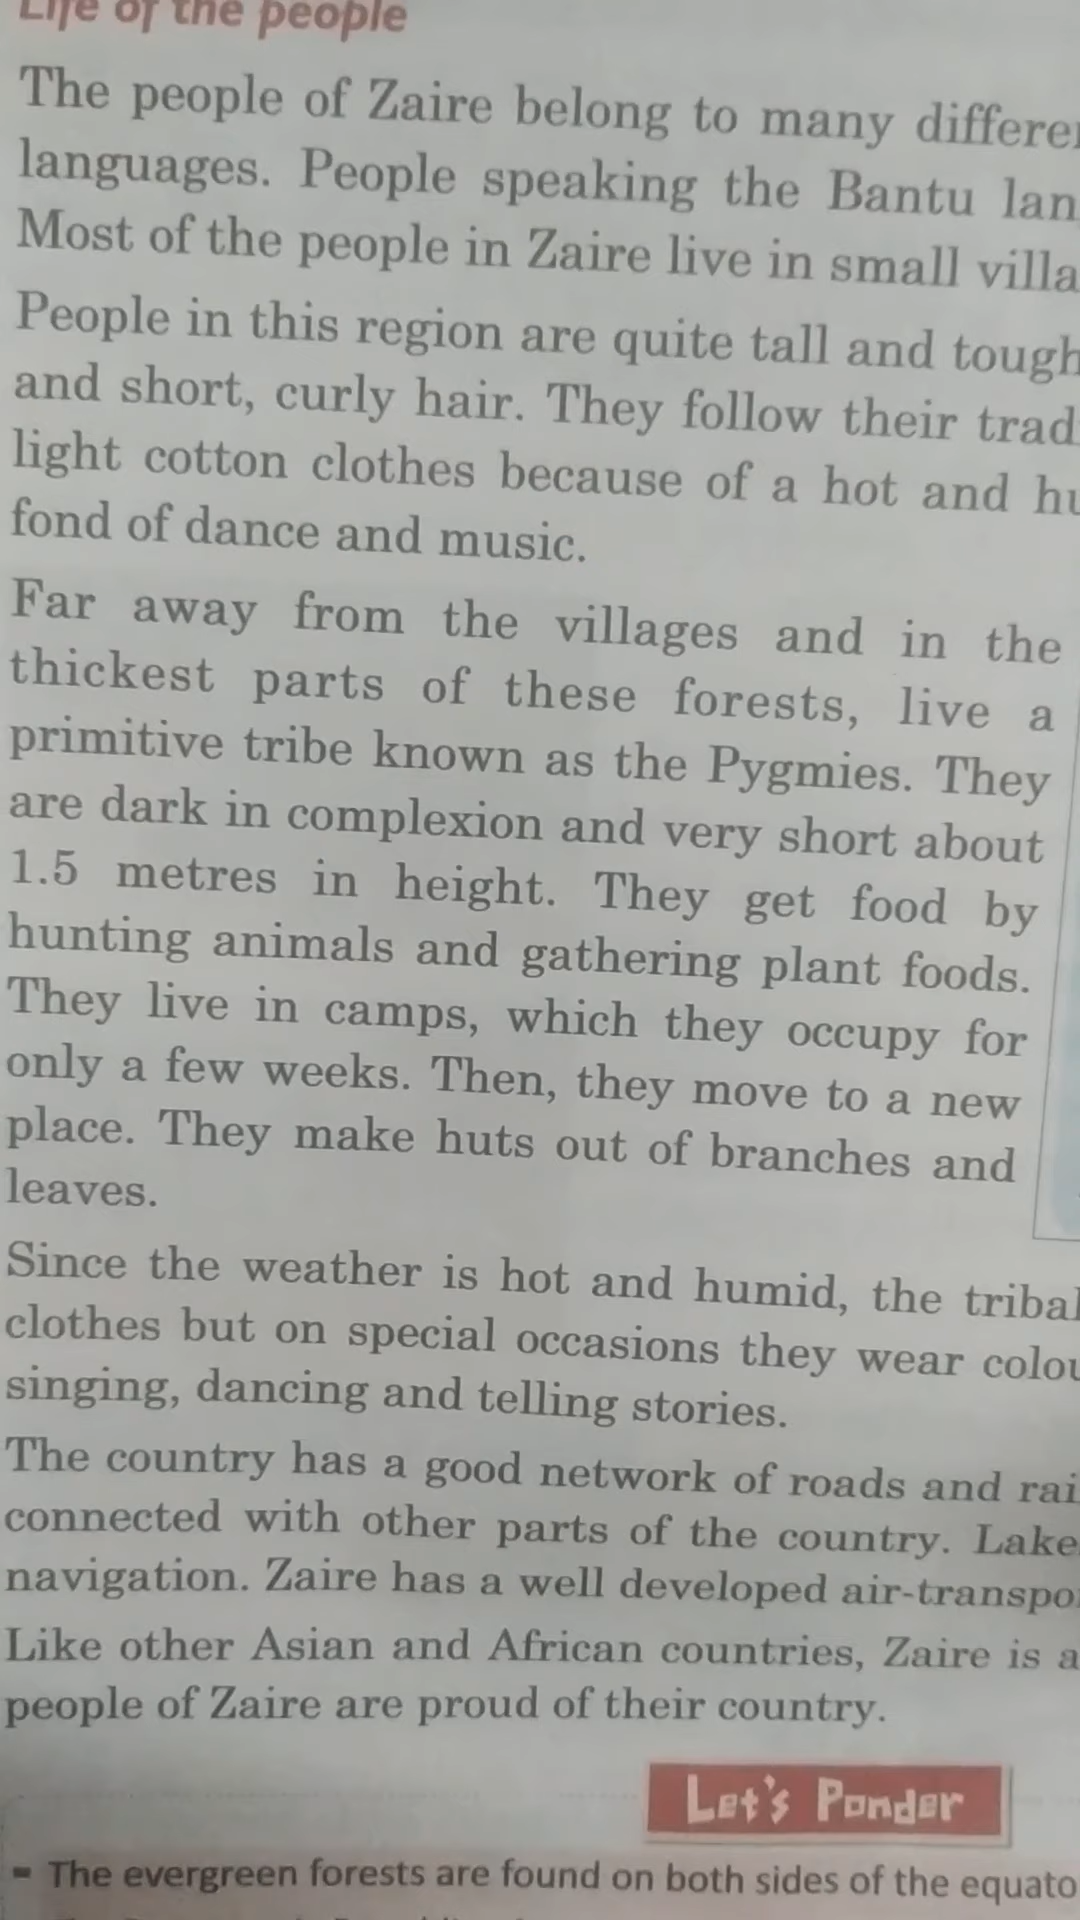 Life of the people
The people of Zaire belong to many
languages. People speaking the Bantu
Most of the people in Zaire live in small
People in this region are quite tall and tough
and short, curly hair. They follow their
light cotton clothes because of a hot and
fond of dance and music.
Far away from the villages and in the
thickest parts of these forests, live a
primitive tribe known as the Pygmies. They
are dark in complexion and very short about
1.5 metres in height. They get food by
hunting animals and gathering plant foods.
They live in camps, which they occupy for
only a few weeks. Then, they move to a new
place. They make huts out of branches and
leaves.
Since the weather is hot and humid, the tribal
clothes but on special occasions they wear
singing, dancing and telling stories.
The country has a good network of roads and
connected with other parts of the country. Lake
navigation. Zaire has a well developed
Like other Asian and African countries, Zaire is a
people of Zaire are proud of their country.
Let's Ponder
- The evergreen forests are found on both sides of the